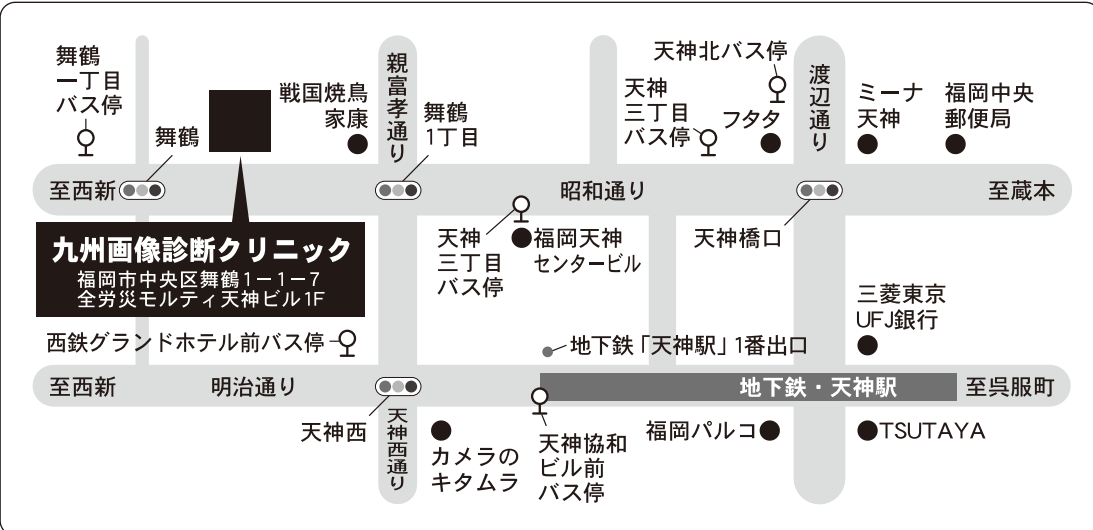 舞鶴
一丁目
バス停
舞鶴
戦国焼鳥
家康
親富孝通り
舞鶴
1丁目
天神北バス停
天神
三丁目
バス停
フタタ
渡辺通り
ミーナ
天神
福岡中央
郵便局
至西新
昭和通り
至蔵本
九州画像診断クリニック
福岡市中央区舞鶴1－1－7
全労災モルティ天神ビル1F
天神
三丁目
バス停
福岡天神
センタービル
天神橋口
三菱東京
UFJ銀行
西鉄グランドホテル前バス停
地下鉄「天神駅」1番出口
至西新
明治通り
地下鉄・天神駅
至呉服町
天神西
天神西通り
カメラの
キタムラ
天神協和
ビル前
バス停
福岡パルコ
TSUTAYA